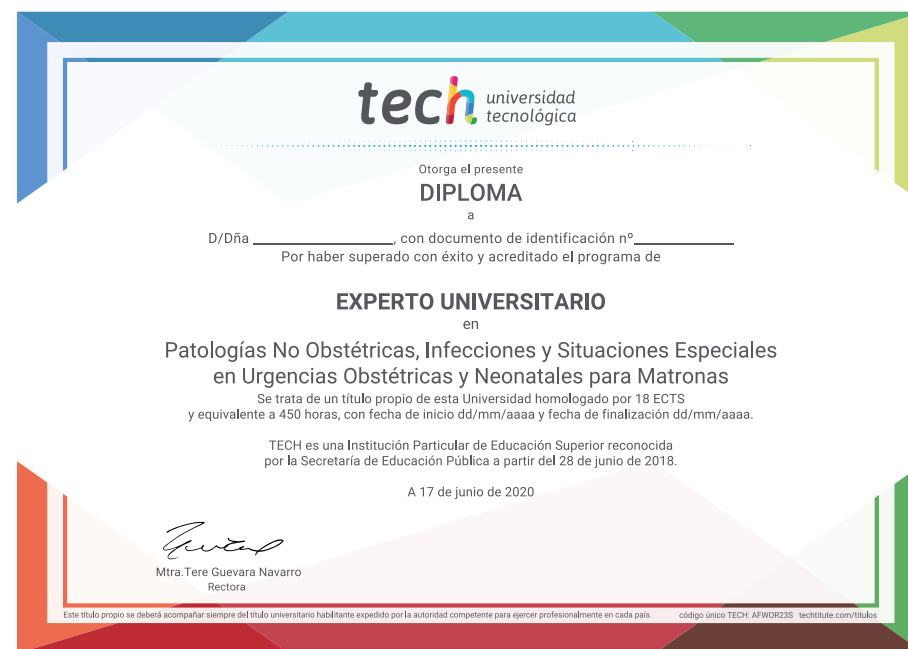 tech universidad
tecnológica
Otorga el presente
DIPLOMA
a
D/Dña ____________________, con documento de identificación nº______________
Por haber superado con éxito y acreditado el programa de
EXPERTO UNIVERSITARIO
en
Patologías No Obstétricas, Infecciones y Situaciones Especiales
en Urgencias Obstétricas y Neonatales para Matronas
Se trata de un título propio de esta Universidad homologado por 18 ECTS
y equivalente a 450 horas, con fecha de inicio dd/mm/aaaa y fecha de finalización dd/mm/aaaa.
TECH es una Institución Particular de Educación Superior reconocida
por la Secretaría de Educación Pública a partir del 28 de junio de 2018.
A 17 de junio de 2020
Mtra.Tere Guevara Navarro
Rectora
Este título propio se deberá acompañar siempre del título universitario habilitante expedido por la autoridad competente para ejercer profesionalmente en cada país. código único TECH: AFWOR23S techtitute.com/titulos